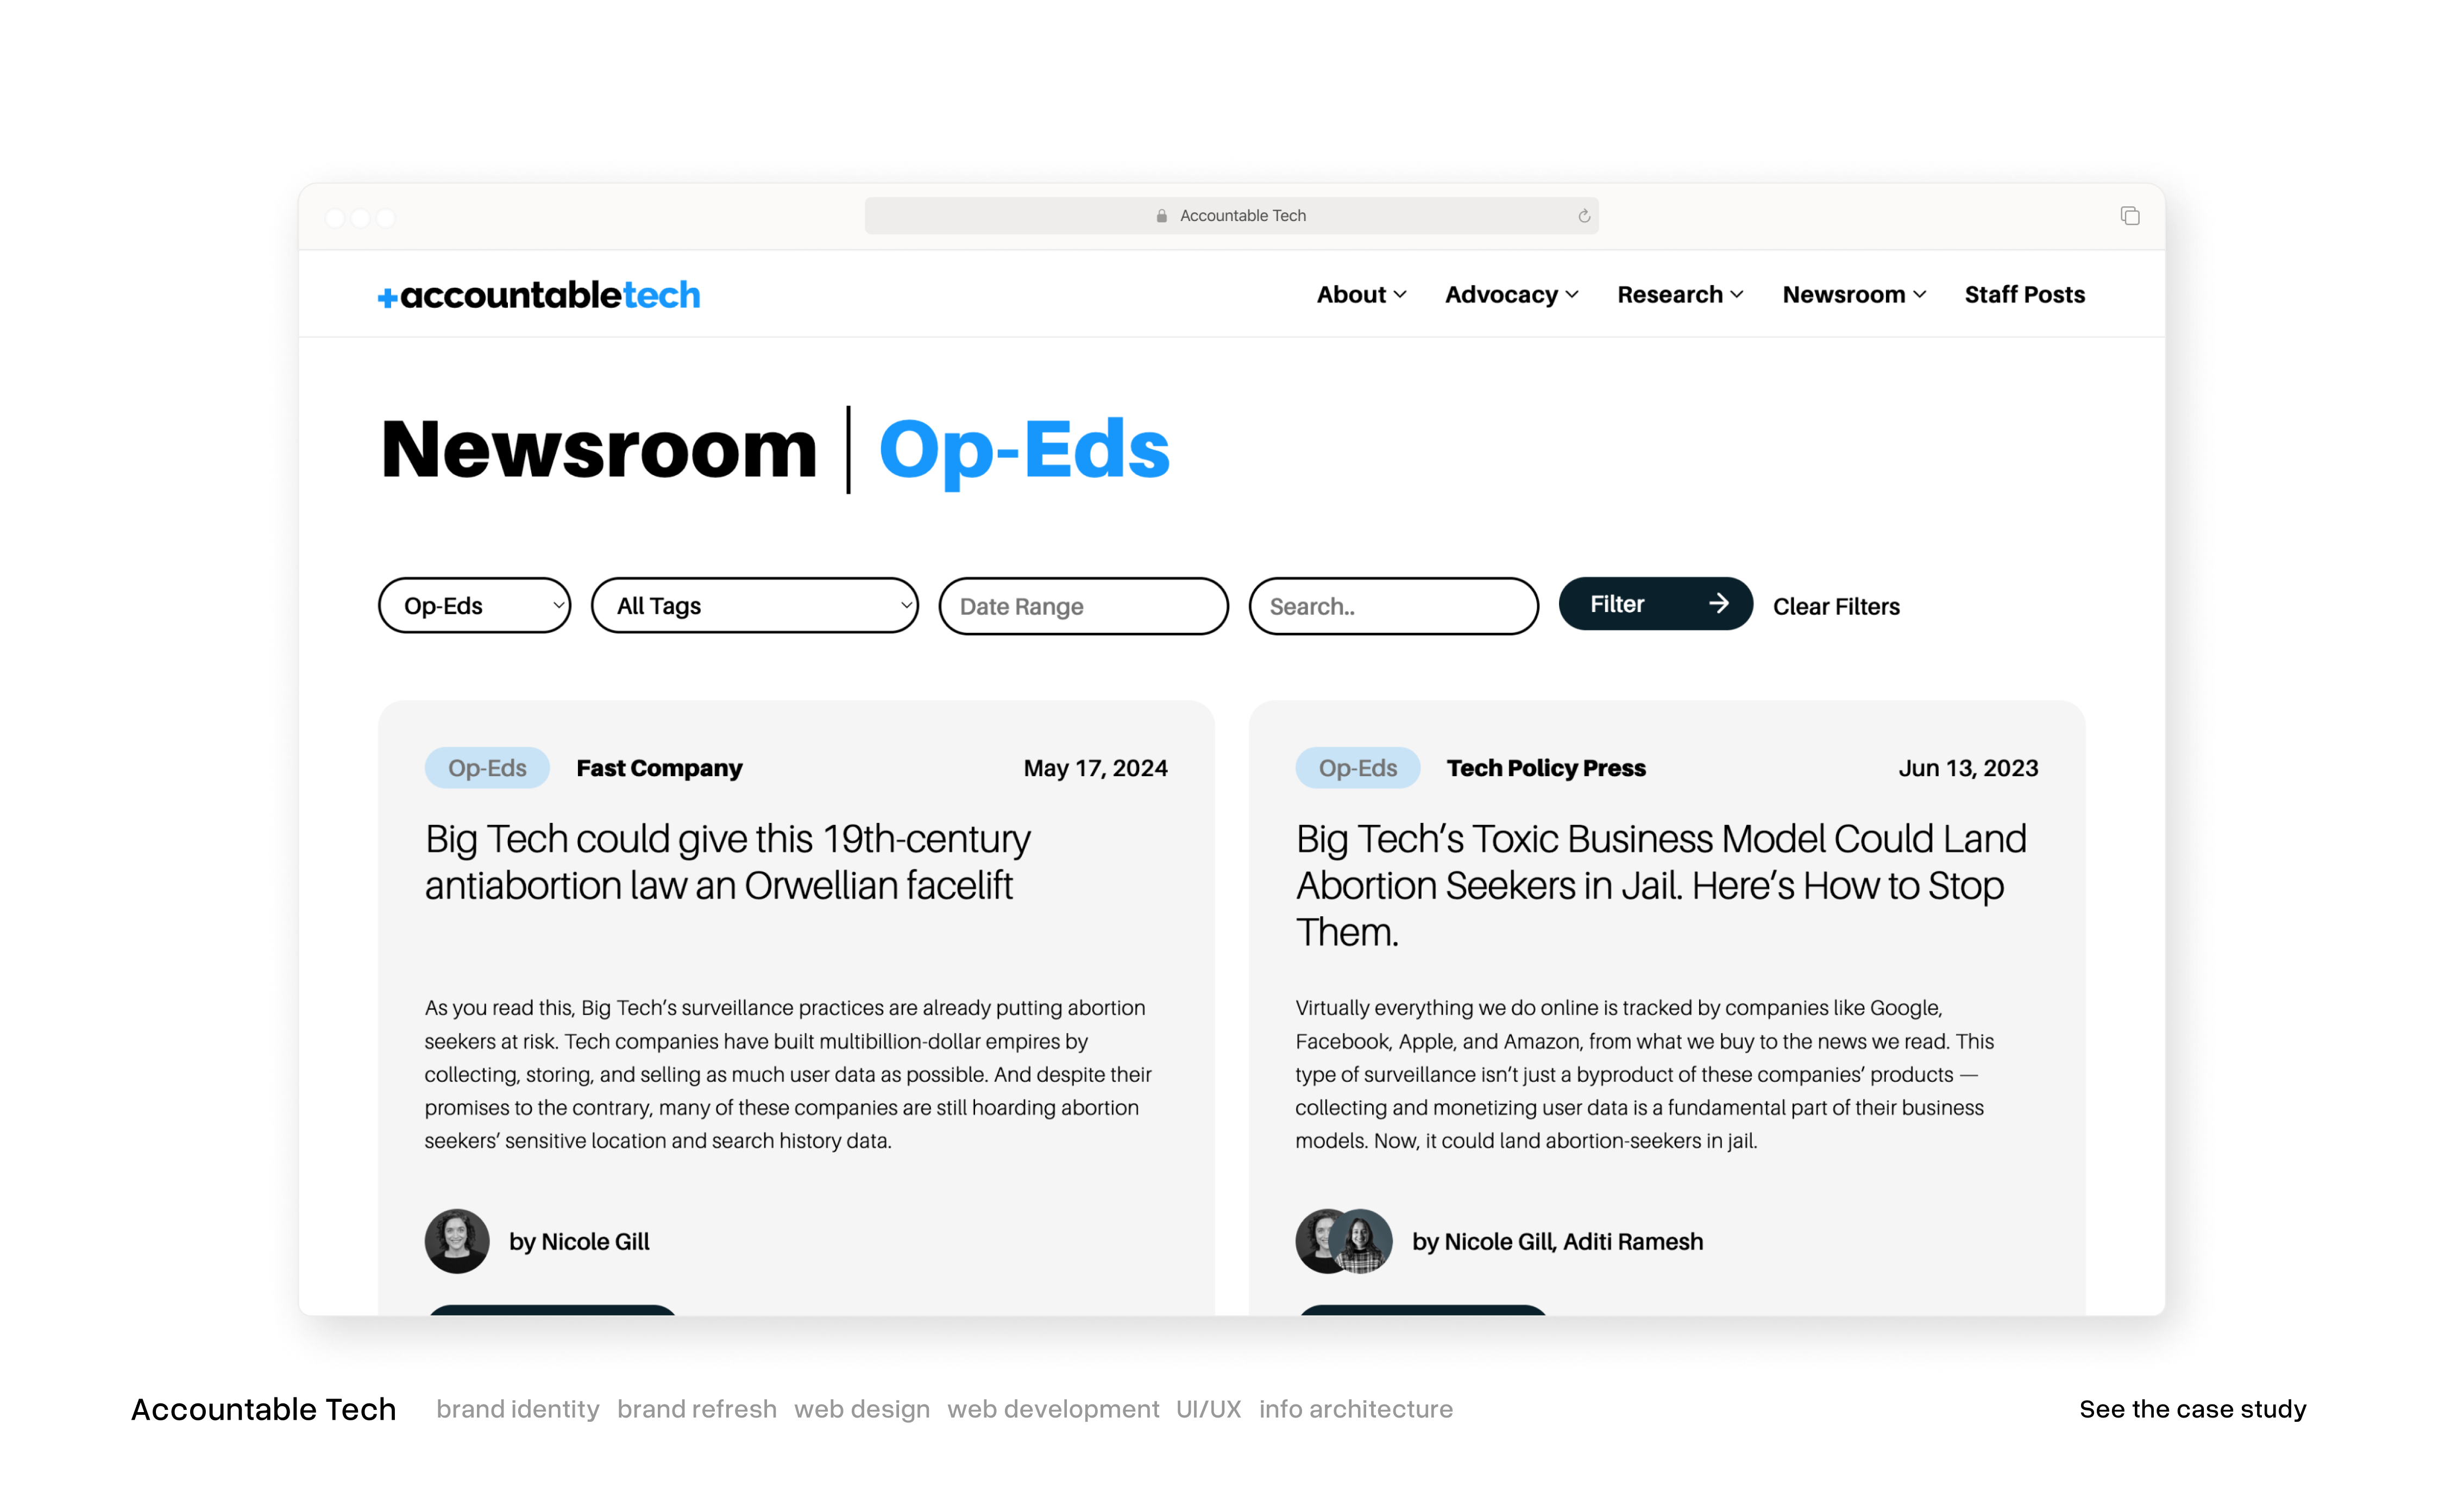 Accountable Tech
+accountabletech
About Advocacy Research Newsroom Staff Posts
Newsroom | Op-Eds
Op-Eds All Tags Date Range Search.. Filter → Clear Filters
Op-Eds Fast Company May 17, 2024
Big Tech could give this 19th-century
antiabortion law an Orwellian facelift
As you read this, Big Tech’s surveillance practices are already putting abortion
seekers at risk. Tech companies have built multibillion-dollar empires by
collecting, storing, and selling as much user data as possible. And despite their
promises to the contrary, many of these companies are still hoarding abortion
seekers’ sensitive location and search history data.
by Nicole Gill
Op-Eds Tech Policy Press Jun 13, 2023
Big Tech’s Toxic Business Model Could Land
Abortion Seekers in Jail. Here’s How to Stop
Them.
Virtually everything we do online is tracked by companies like Google,
Facebook, Apple, and Amazon, from what we buy to the news we read. This
type of surveillance isn’t just a byproduct of these companies’ products —
collecting and monetizing user data is a fundamental part of their business
models. Now, it could land abortion-seekers in jail.
by Nicole Gill, Aditi Ramesh
Accountable Tech brand identity brand refresh web design web development UI/UX info architecture See the case study